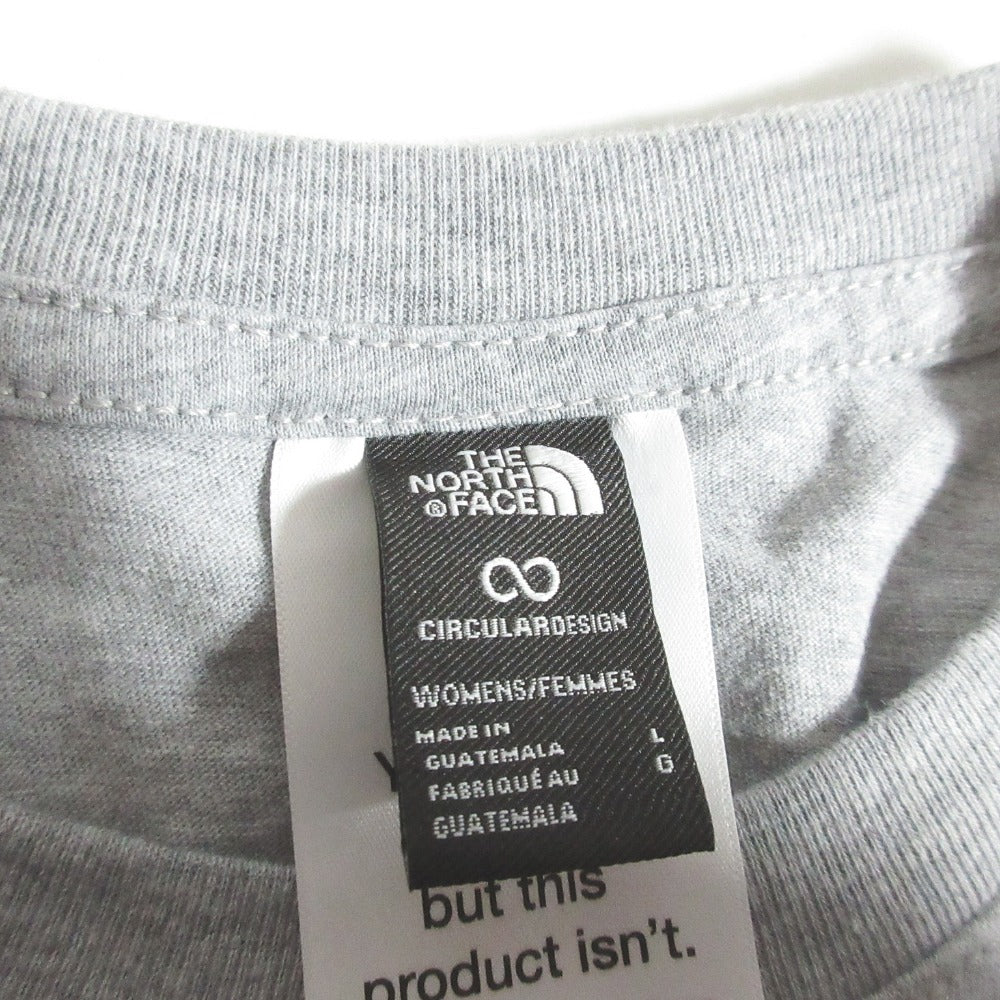 THE
NORTH
® FACE
CIRCULARDESIGN
WOMENS/FEMMES
MADE IN
GUATEMALA
FABRIQUÉ AU
GUATEMALA
L
G
but this
product isn't.